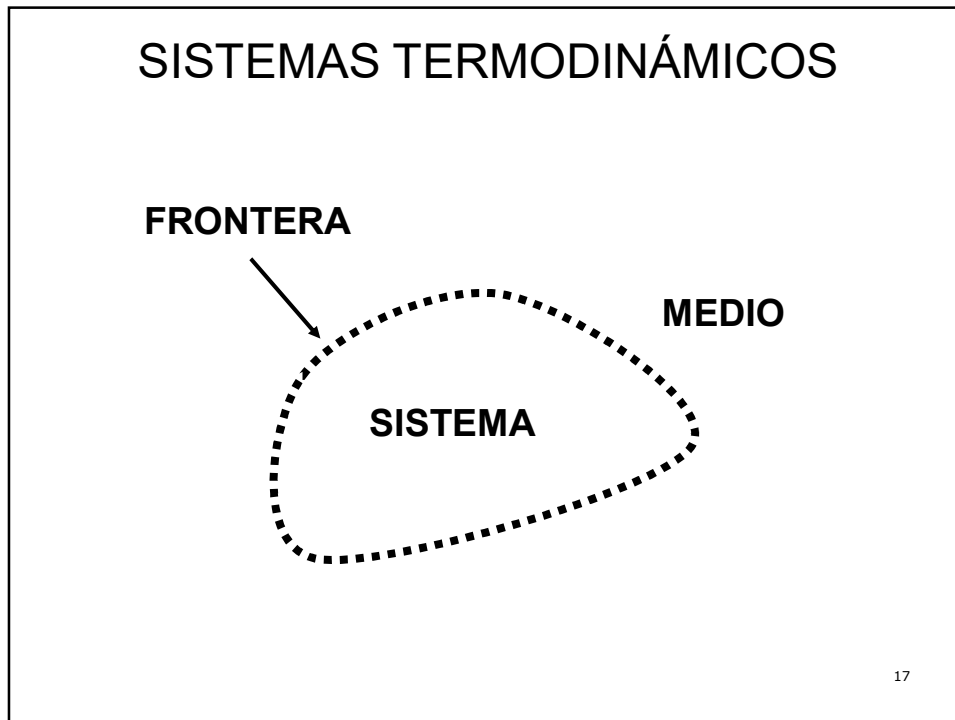 SISTEMAS TERMODINÁMICOS
FRONTERA
MEDIO
SISTEMA
17